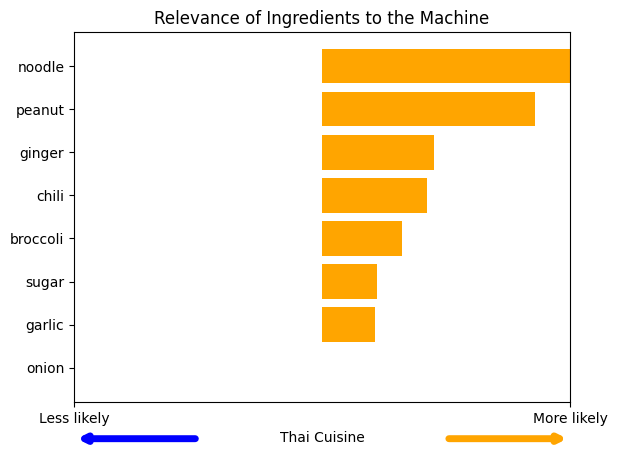 Relevance of Ingredients to the Machine
noodle
peanut
ginger
chili
broccoli
sugar
garlic
onion
Less likely
More likely
Thai Cuisine